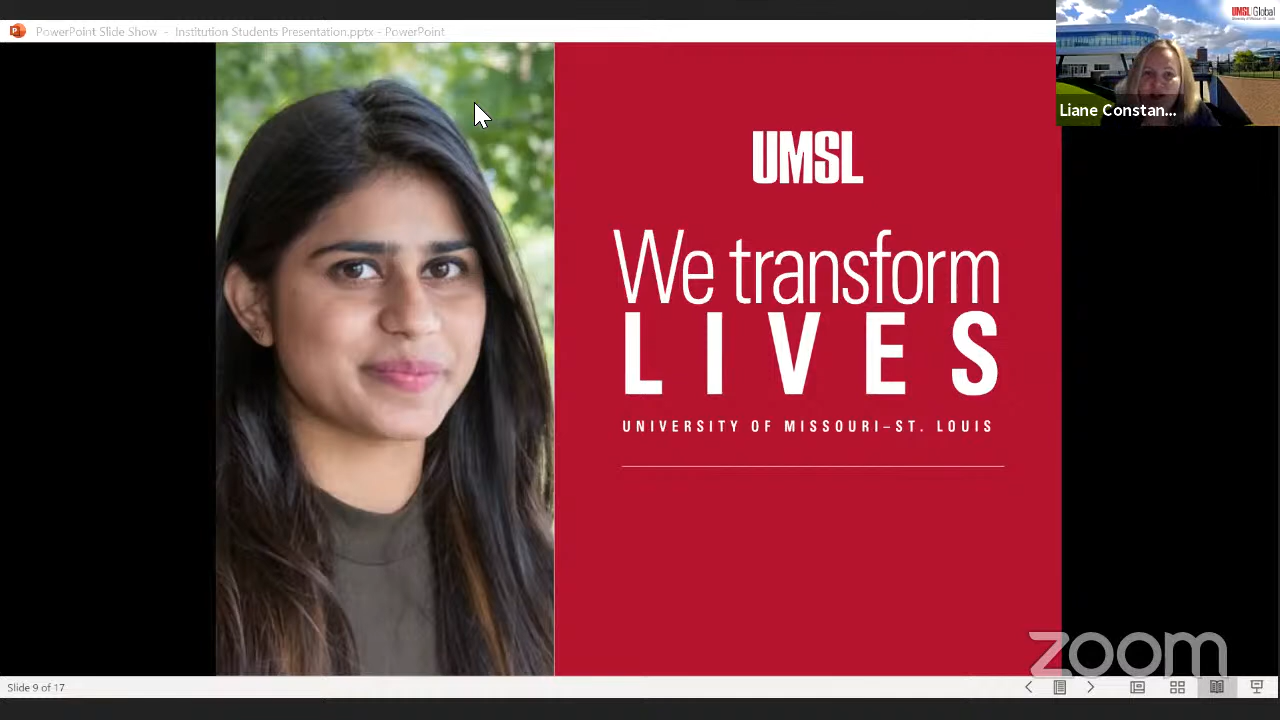 PowerPoint Slide Show - Institution Students Presentation.pptx - PowerPoint
UMSL Global
Liane Constan...
UMSL
We transform
LIVES
UNIVERSITY OF MISSOURI–ST. LOUIS
zoom
Slide 9 of 17